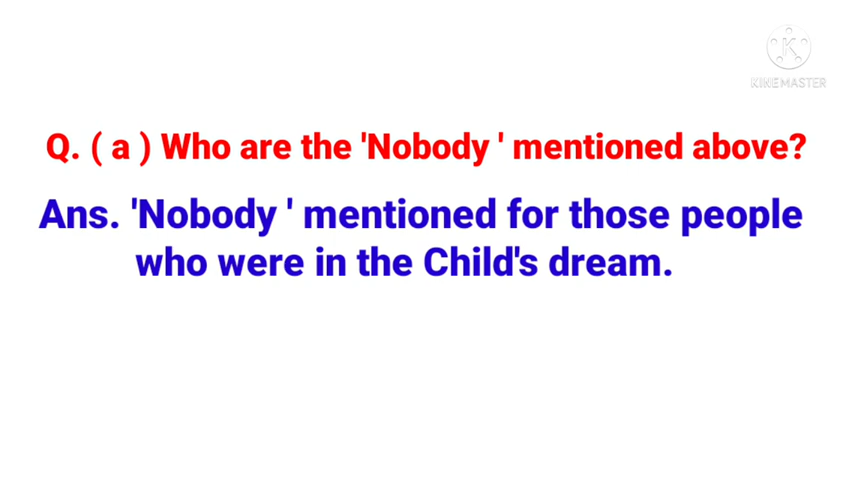 KINEMASTER
Q. ( a ) Who are the 'Nobody ' mentioned above?
Ans. 'Nobody ' mentioned for those people
who were in the Child's dream.